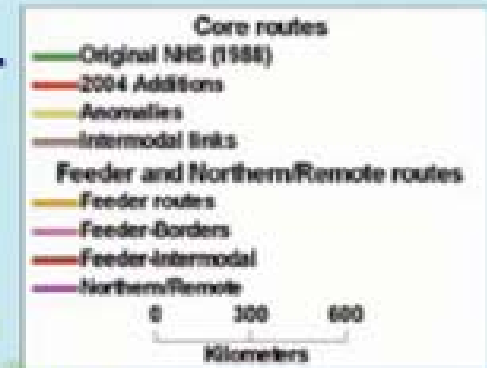 Core routes
Original NHS (1988)
2004 Additions
Anomalies
Intermodal links
Feeder and Northern/Remote routes
Feeder routes
Feeder-Borders
Feeder-Intermodal
Northern/Remote
0 300 600
Kilometers